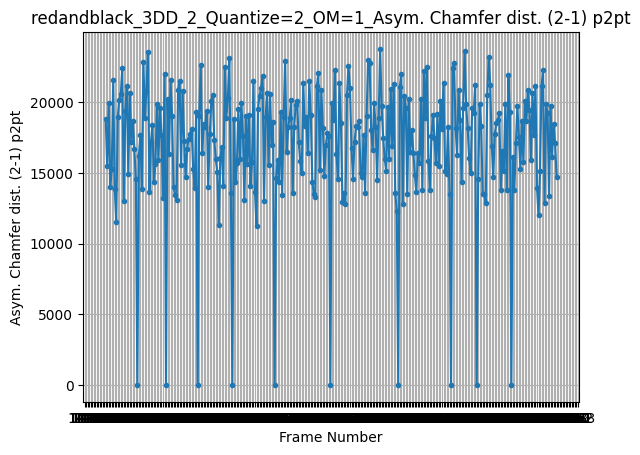 redandblack_3DD_2_Quantize=2_OM=1_Asym. Chamfer dist. (2-1) p2pt
Asym. Chamfer dist. (2-1) p2pt
20000
15000
10000
5000
0
Frame Number